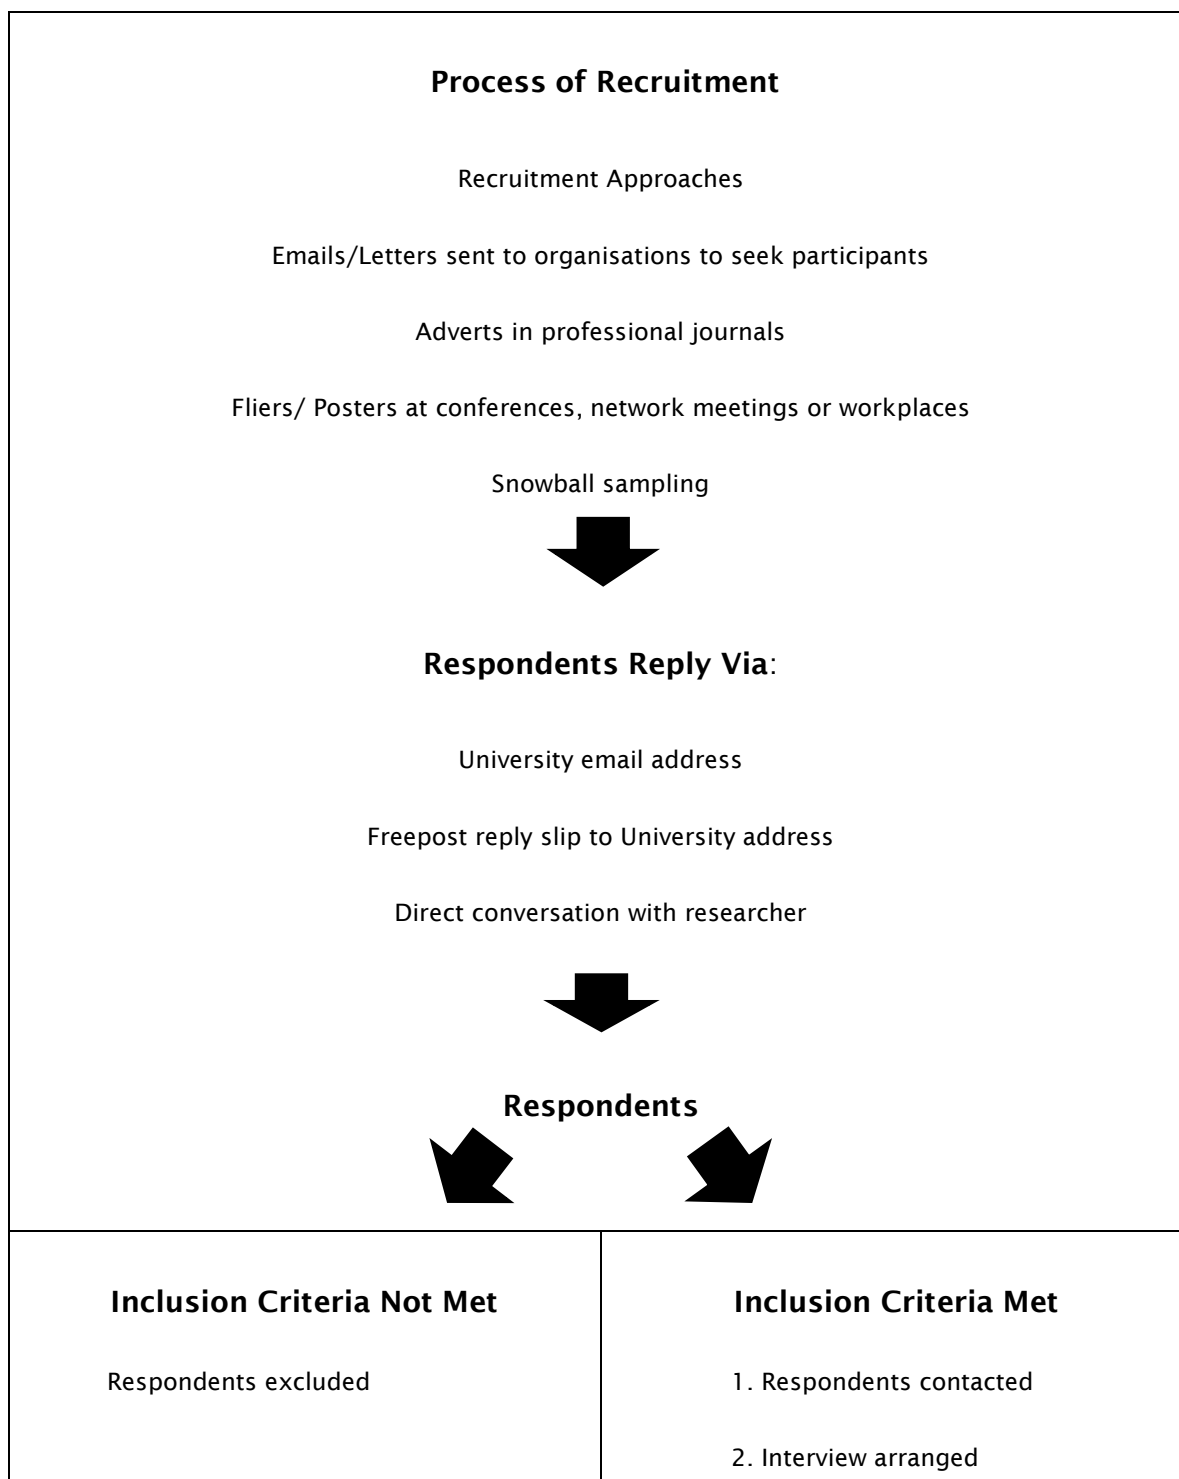 Process of Recruitment
Recruitment Approaches
Emails/Letters sent to organisations to seek participants
Adverts in professional journals
Fliers/ Posters at conferences, network meetings or workplaces
Snowball sampling
Respondents Reply Via:
University email address
Freepost reply slip to University address
Direct conversation with researcher
Respondents
Inclusion Criteria Not Met
Respondents excluded
Inclusion Criteria Met
1. Respondents contacted
2. Interview arranged